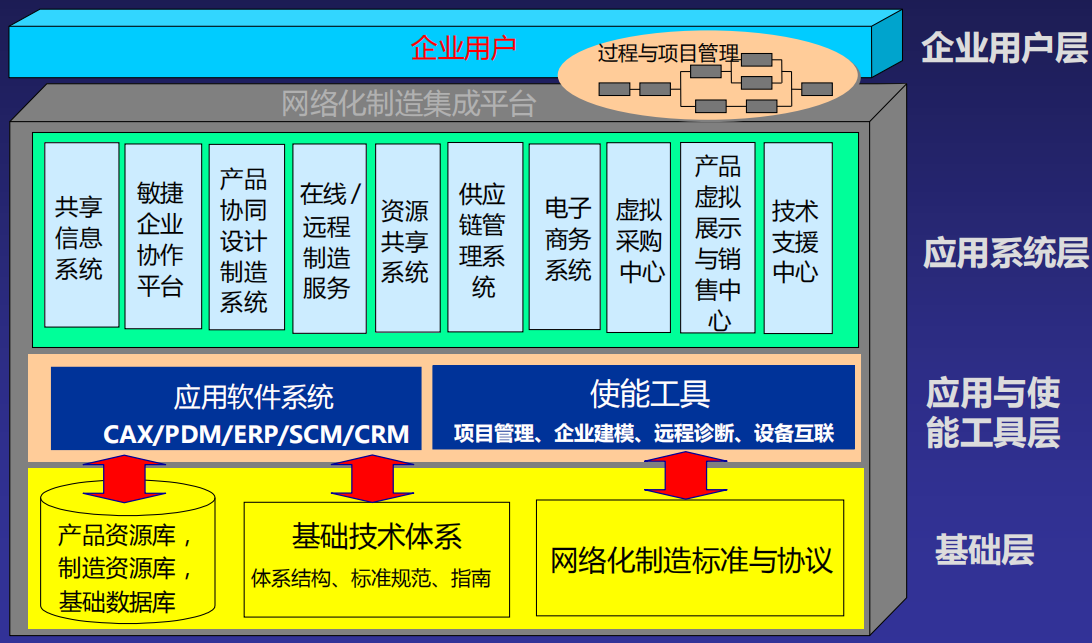 企业用户
企业用户层
过程与项目管理
网络化制造集成平台
共享
信息
系统
敏捷
企业
协作
平台
产品
协同
设计
制造
系统
在线/
远程
制造
服务
资源
共享
系统
供应
链管
理系
统
电子
商务
系统
虚拟
采购
中心
产品
虚拟
展示
与销
售中
心
技术
支援
中心
应用系统层
应用软件系统
CAX/PDM/ERP/SCM/CRM
使能工具
项目管理、企业建模、远程诊断、设备互联
应用与使
能工具层
产品资源库，
制造资源库，
基础数据库
基础技术体系
体系结构、标准规范、指南
网络化制造标准与协议
基础层